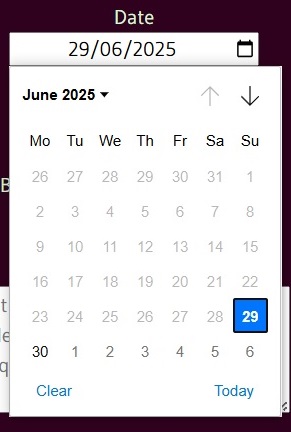 Date
29/06/2025
June 2025
Mo Tu We Th Fr Sa Su
26 27 28 29 30 31 1
2 3 4 5 6 7 8
9 10 11 12 13 14 15
16 17 18 19 20 21 22
23 24 25 26 27 28 29
30 1 2 3 4 5 6
Clear Today